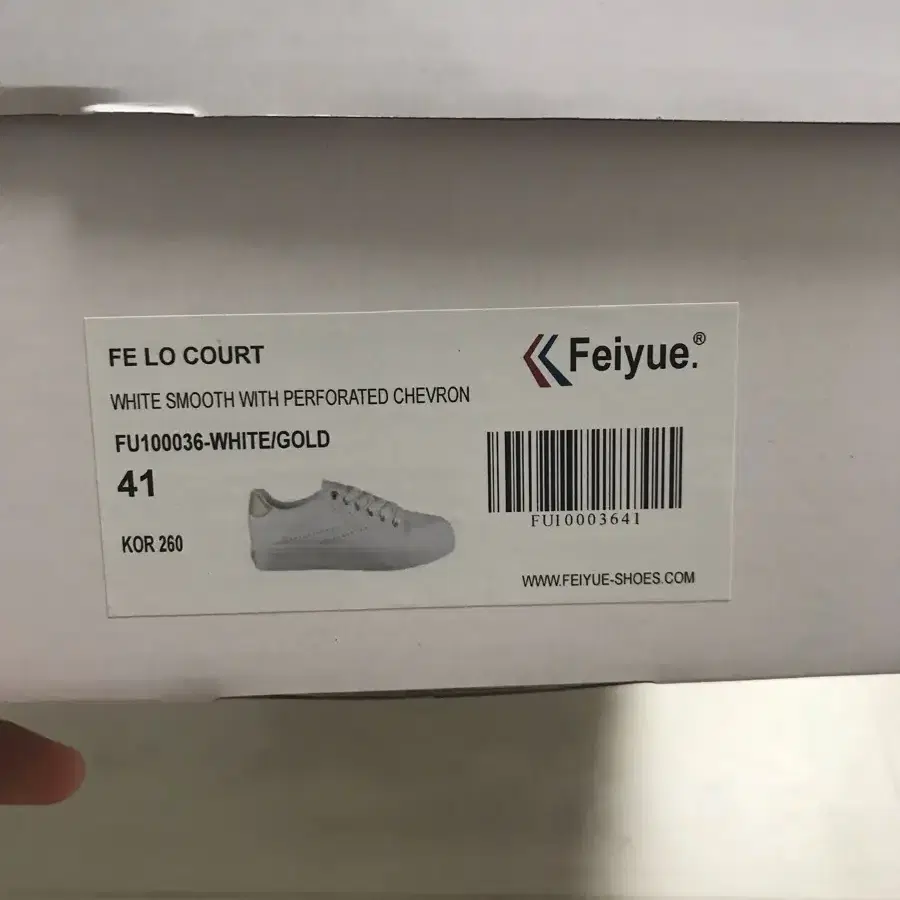 FE LO COURT
Feiyue.®
WHITE SMOOTH WITH PERFORATED CHEVRON
FU100036-WHITE/GOLD
41
FU10003641
KOR 260
WWW.FEIYUE-SHOES.COM